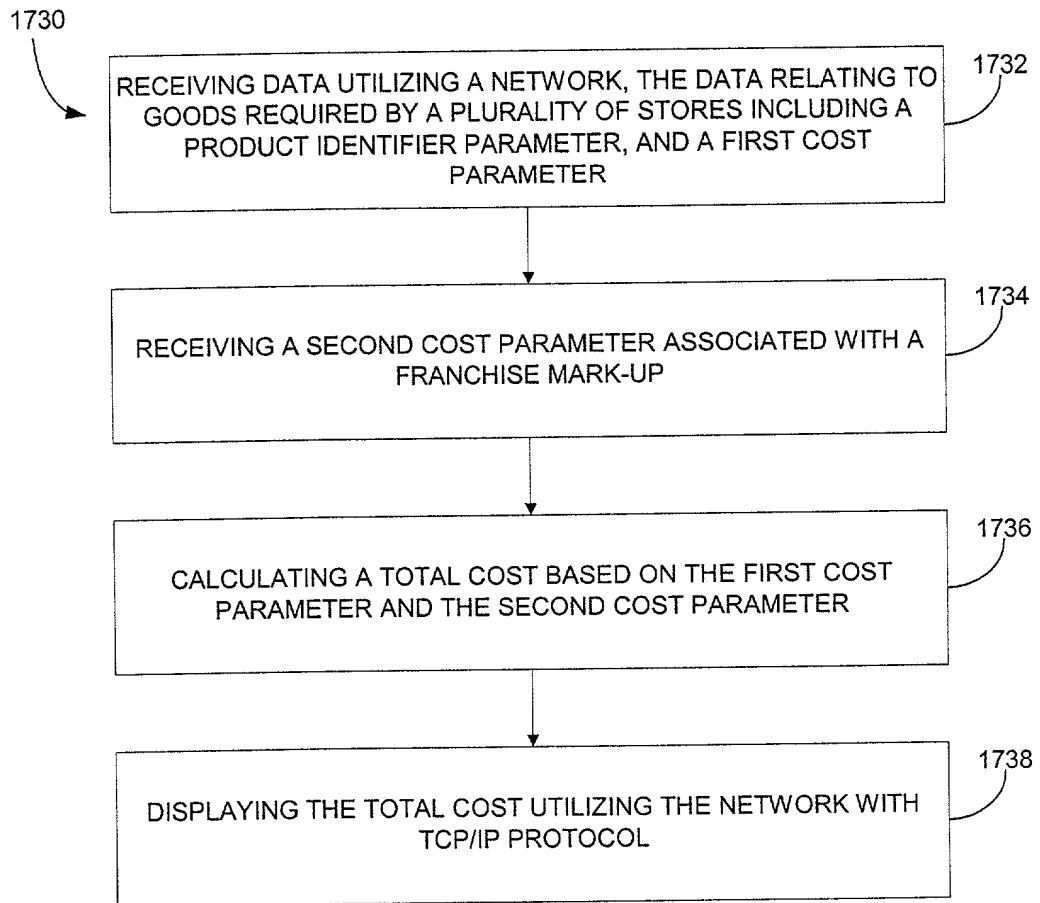 1730
RECEIVING DATA UTILIZING A NETWORK, THE DATA RELATING TO
GOODS REQUIRED BY A PLURALITY OF STORES INCLUDING A
PRODUCT IDENTIFIER PARAMETER, AND A FIRST COST
PARAMETER
1732
RECEIVING A SECOND COST PARAMETER ASSOCIATED WITH A
FRANCHISE MARK-UP
1734
CALCULATING A TOTAL COST BASED ON THE FIRST COST
PARAMETER AND THE SECOND COST PARAMETER
1736
DISPLAYING THE TOTAL COST UTILIZING THE NETWORK WITH
TCP/IP PROTOCOL
1738